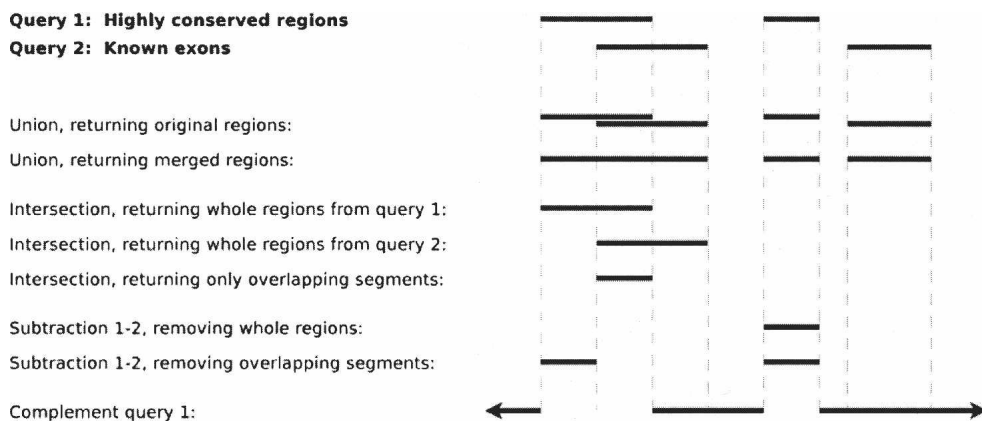 Query 1: Highly conserved regions
Query 2: Known exons
Union, returning original regions:
Union, returning merged regions:
Intersection, returning whole regions from query 1:
Intersection, returning whole regions from query 2:
Intersection, returning only overlapping segments:
Subtraction 1-2, removing whole regions:
Subtraction 1-2, removing overlapping segments:
Complement query 1: